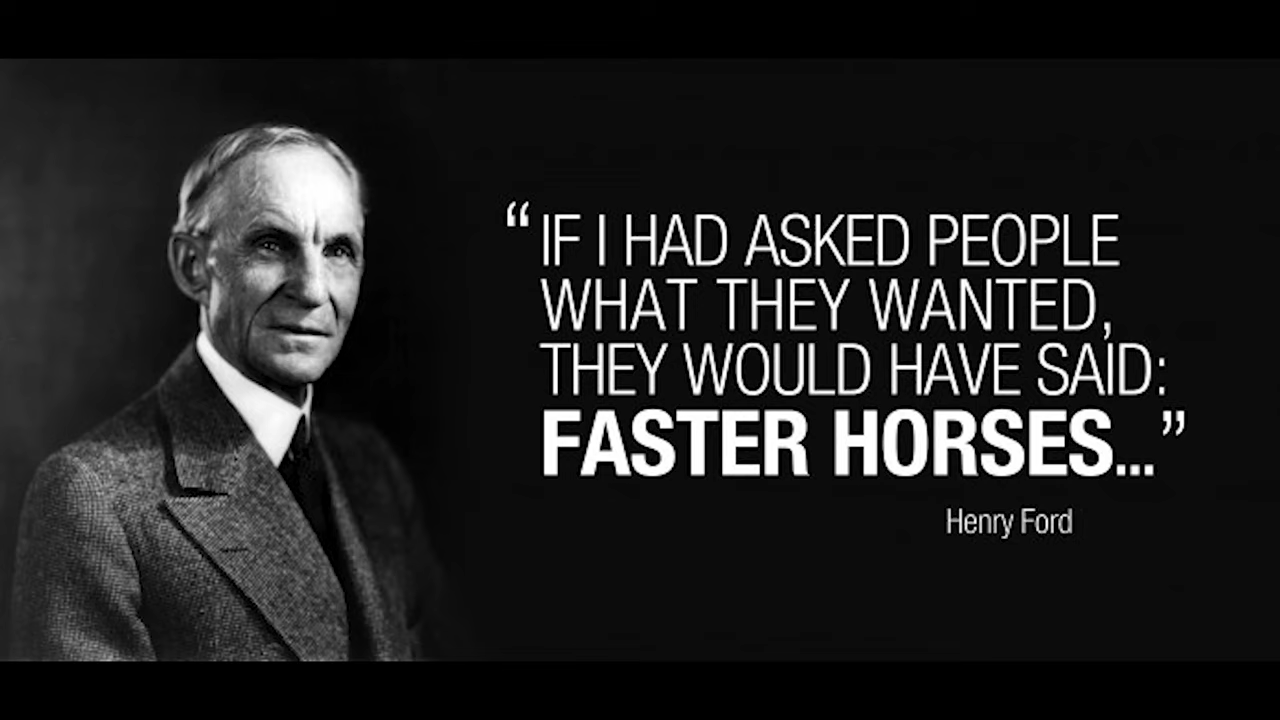 “IF I HAD ASKED PEOPLE
WHAT THEY WANTED,
THEY WOULD HAVE SAID:
FASTER HORSES...”
Henry Ford